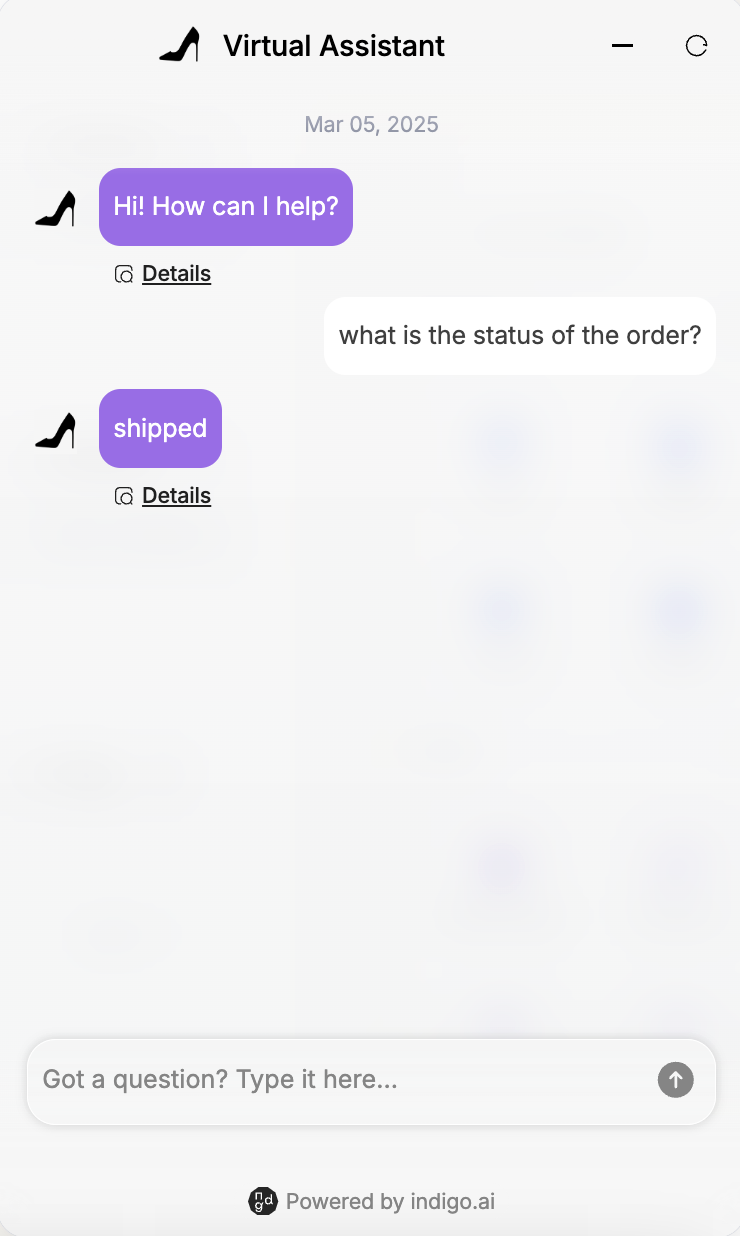 Virtual Assistant
Mar 05, 2025
Hi! How can I help?
Details
what is the status of the order?
shipped
Details
Got a question? Type it here...
ndg Powered by indigo.ai